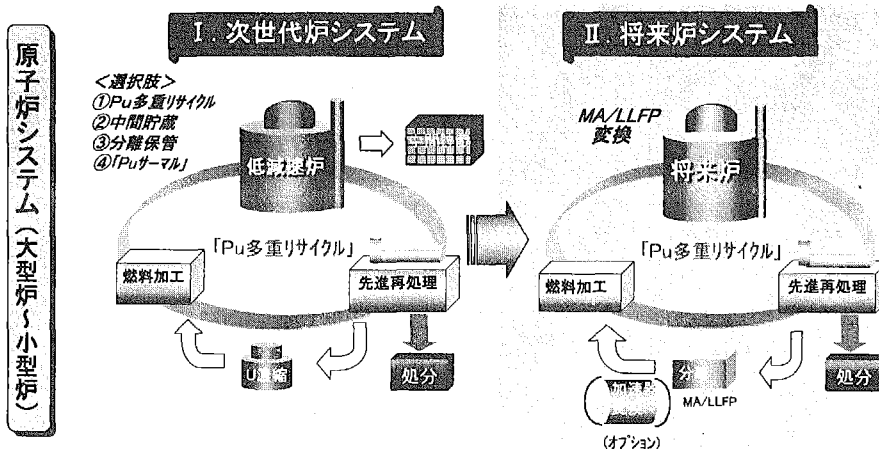 原子炉システム(大型炉~小型炉)
Ⅰ. 次世代炉システム
<選択肢>
①Pu多重リサイクル
②中間貯蔵
③分離保管
④「Puサーマル」
低減速炉
「Pu多重リサイクル」
燃料加工
先進再処理
U濃縮
処分
Ⅱ. 将来炉システム
MA/LLFP
変換
将来炉
「Pu多重リサイクル」
燃料加工
先進再処理
加速器
MA/LLFP
(オプション)
処分